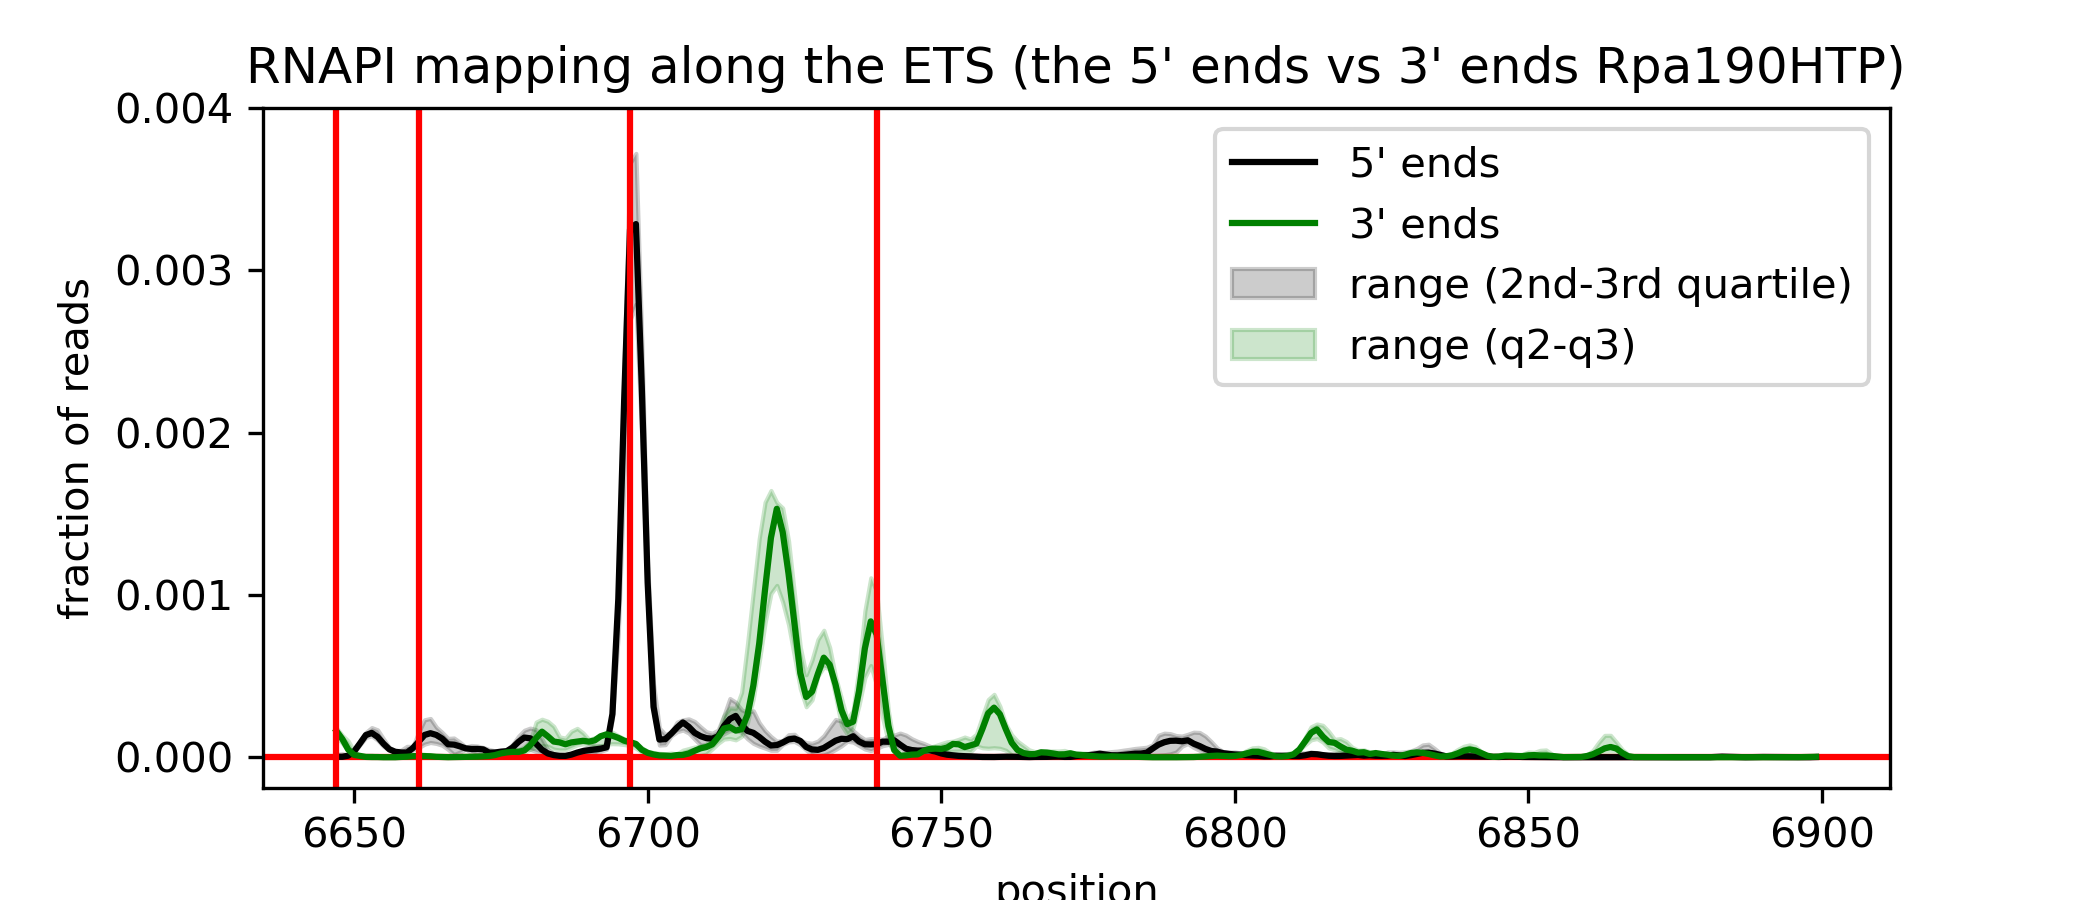 RNAPI mapping along the ETS (the 5' ends vs 3' ends Rpa190HTP)
0.004
0.003
0.002
0.001
0.000
fraction of reads
5' ends
3' ends
range (2nd-3rd quartile)
range (q2-q3)
6650 6700 6750 6800 6850 6900
position